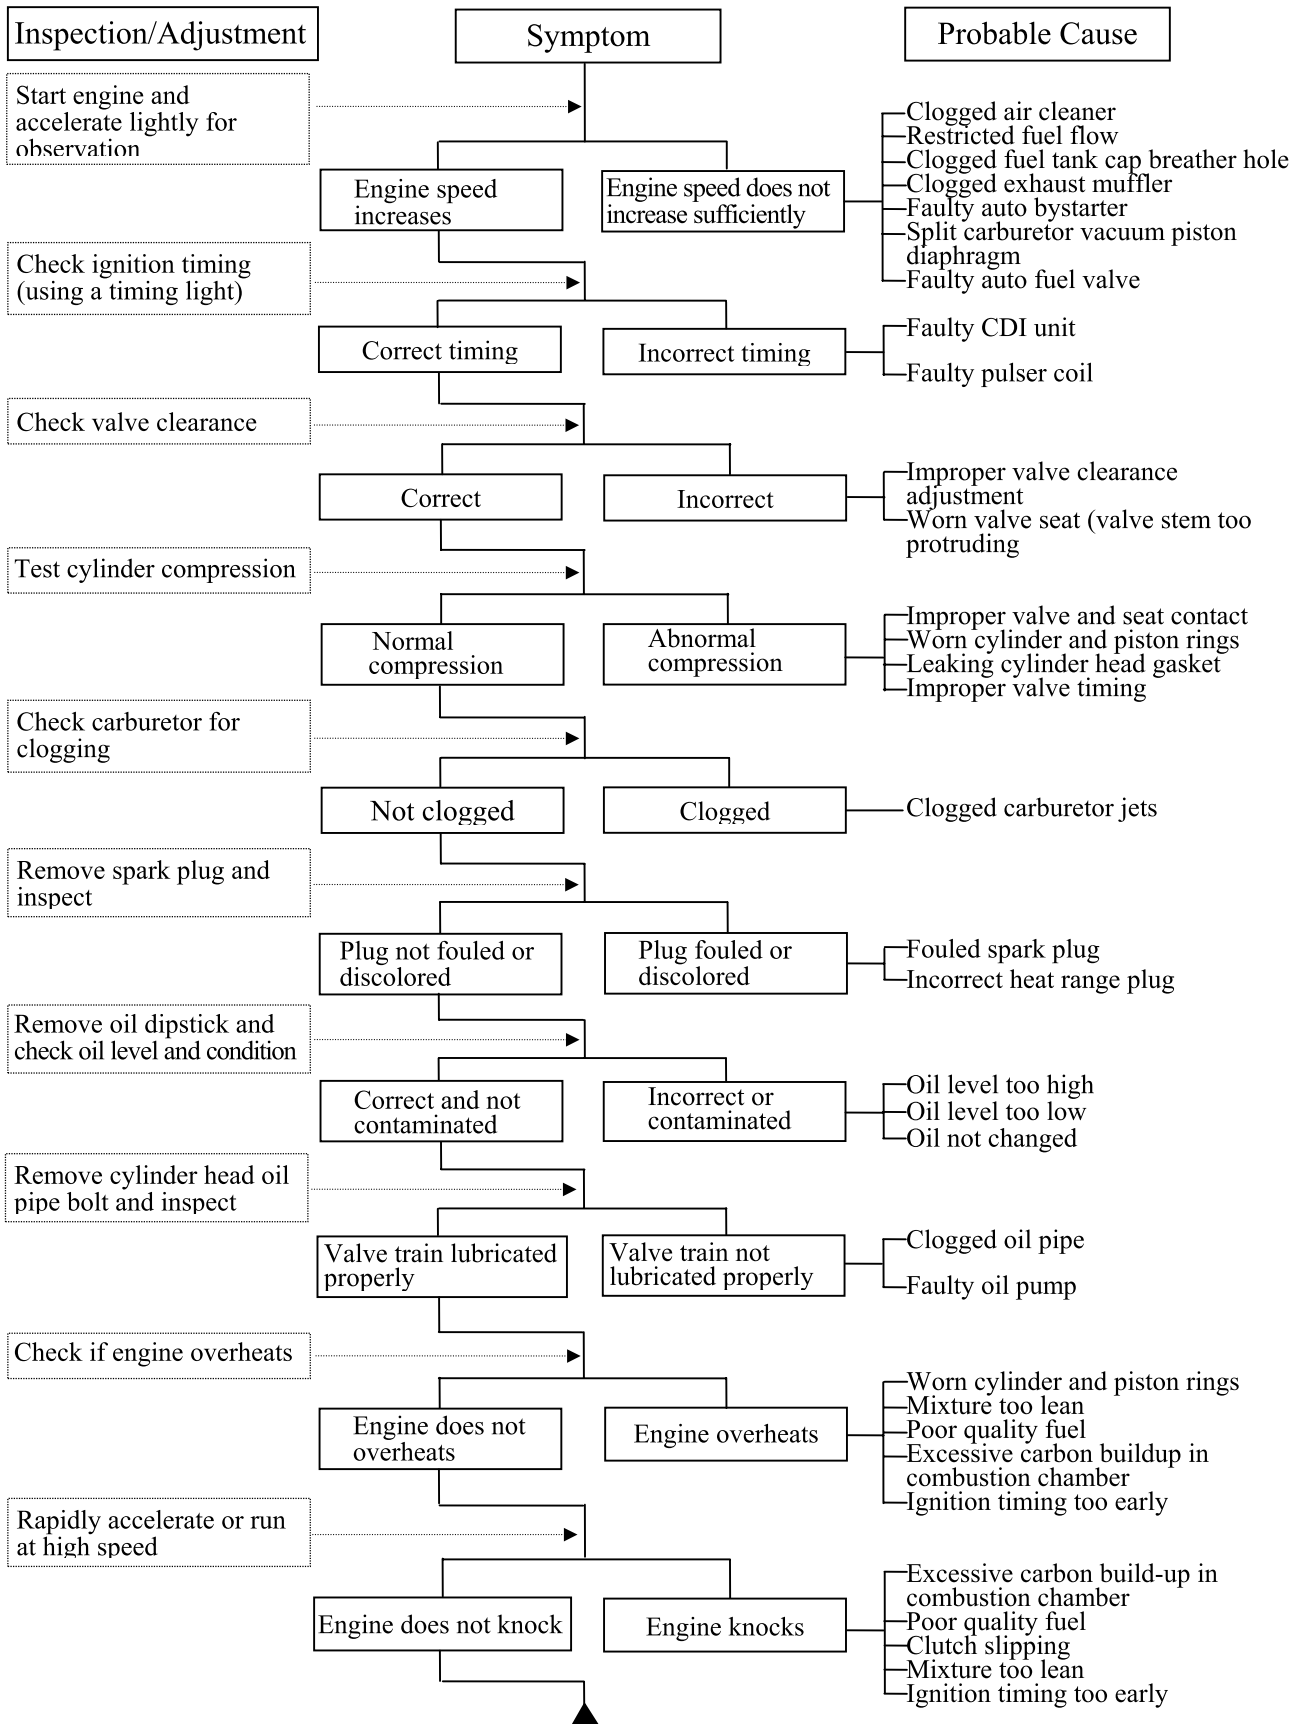 Inspection/Adjustment
Symptom
Probable Cause
Start engine and
accelerate lightly for
observation
Engine speed
increases
Engine speed does not
increase sufficiently
Clogged air cleaner
Restricted fuel flow
Clogged fuel tank cap breather hole
Clogged exhaust muffler
Faulty auto bystarter
Split carburetor vacuum piston
diaphragm
Faulty auto fuel valve
Check ignition timing
(using a timing light)
Correct timing
Incorrect timing
Faulty CDI unit
Faulty pulser coil
Check valve clearance
Correct
Incorrect
Improper valve clearance
adjustment
Worn valve seat (valve stem too
protruding
Test cylinder compression
Normal
compression
Abnormal
compression
Improper valve and seat contact
Worn cylinder and piston rings
Leaking cylinder head gasket
Improper valve timing
Check carburetor for
clogging
Not clogged
Clogged
Clogged carburetor jets
Remove spark plug and
inspect
Plug not fouled or
discolored
Plug fouled or
discolored
Fouled spark plug
Incorrect heat range plug
Remove oil dipstick and
check oil level and condition
Correct and not
contaminated
Incorrect or
contaminated
Oil level too high
Oil level too low
Oil not changed
Remove cylinder head oil
pipe bolt and inspect
Valve train lubricated
properly
Valve train not
lubricated properly
Clogged oil pipe
Faulty oil pump
Check if engine overheats
Engine does not
overheats
Engine overheats
Worn cylinder and piston rings
Mixture too lean
Poor quality fuel
Excessive carbon buildup in
combustion chamber
Ignition timing too early
Rapidly accelerate or run
at high speed
Engine does not knock
Engine knocks
Excessive carbon build-up in
combustion chamber
Poor quality fuel
Clutch slipping
Mixture too lean
Ignition timing too early